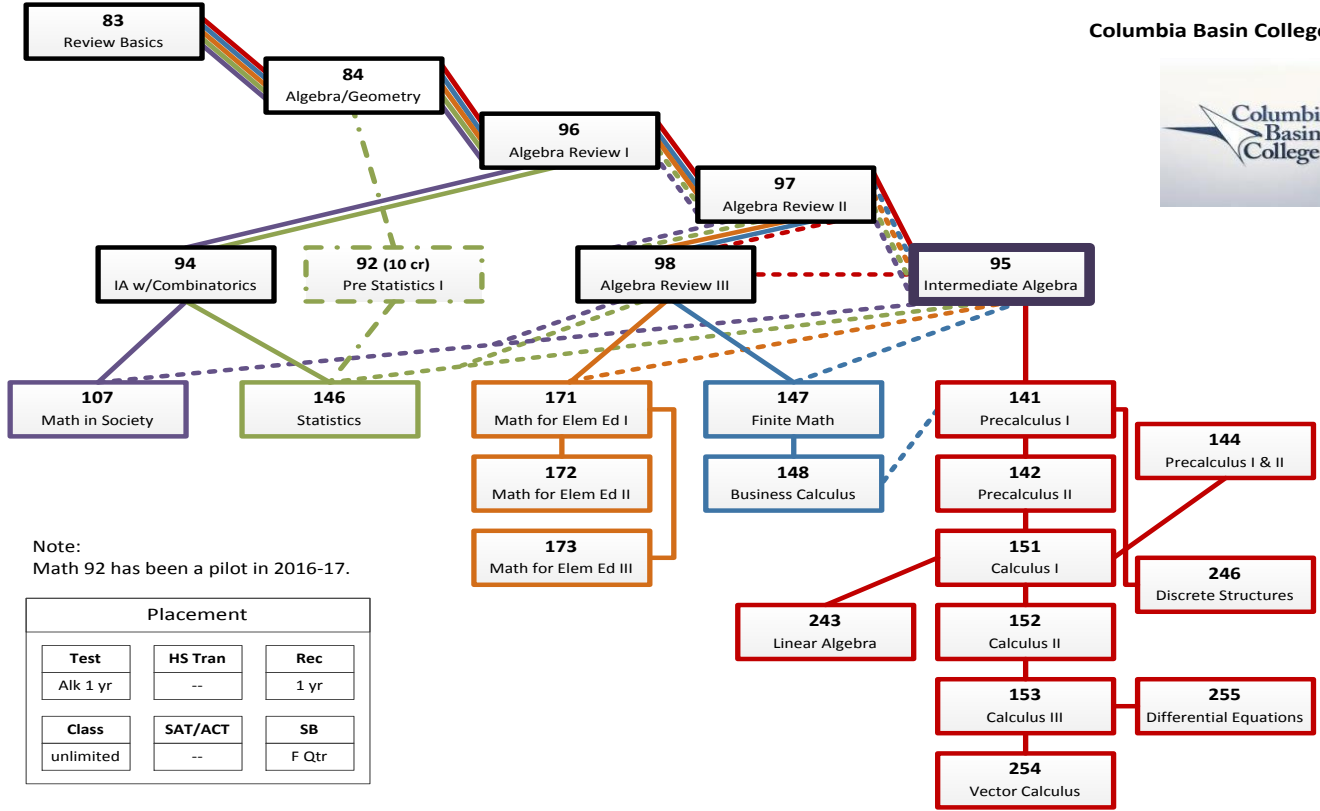 Columbia Basin College
Columbi
Basin
College
83
Review Basics
84
Algebra/Geometry
96
Algebra Review I
97
Algebra Review II
94
IA w/Combinatorics
92 (10 cr)
Pre Statistics I
98
Algebra Review III
95
Intermediate Algebra
107
Math in Society
146
Statistics
171
Math for Elem Ed I
147
Finite Math
141
Precalculus I
144
Precalculus I & II
172
Math for Elem Ed II
148
Business Calculus
142
Precalculus II
173
Math for Elem Ed III
151
Calculus I
246
Discrete Structures
243
Linear Algebra
152
Calculus II
153
Calculus III
255
Differential Equations
254
Vector Calculus
Note:
Math 92 has been a pilot in 2016-17.
Placement
Test
Alk 1 yr
HS Tran
--
Rec
1 yr
Class
unlimited
SAT/ACT
--
SB
F Qtr